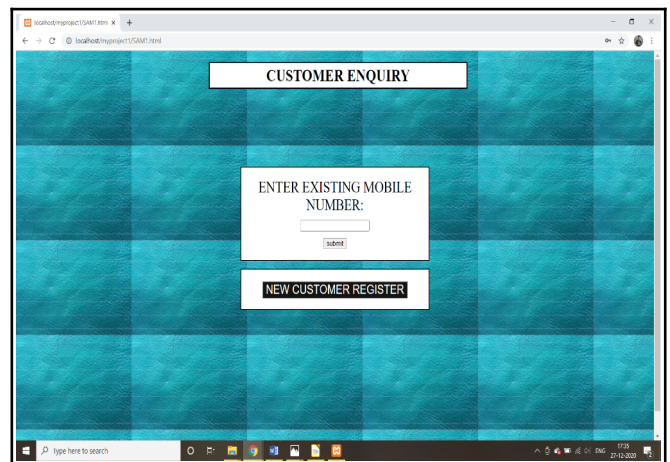 localhost/myproject1/SAM1.html
localhost/myproject1/SAM1.html
CUSTOMER ENQUIRY
ENTER EXISTING MOBILE
NUMBER:
submit
NEW CUSTOMER REGISTER
Type here to search
ENG
17:35
27-12-2020